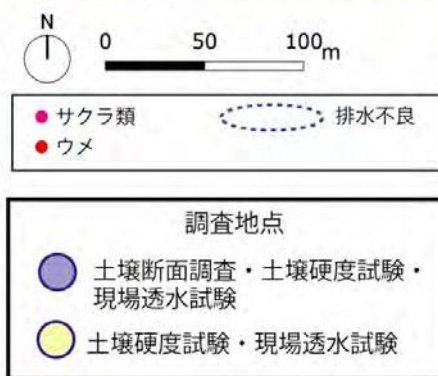 N
0 50 100m
サクラ類 排水不良
ウメ
調査地点
土壌断面調査・土壌硬度試験・
現場透水試験
土壌硬度試験・現場透水試験